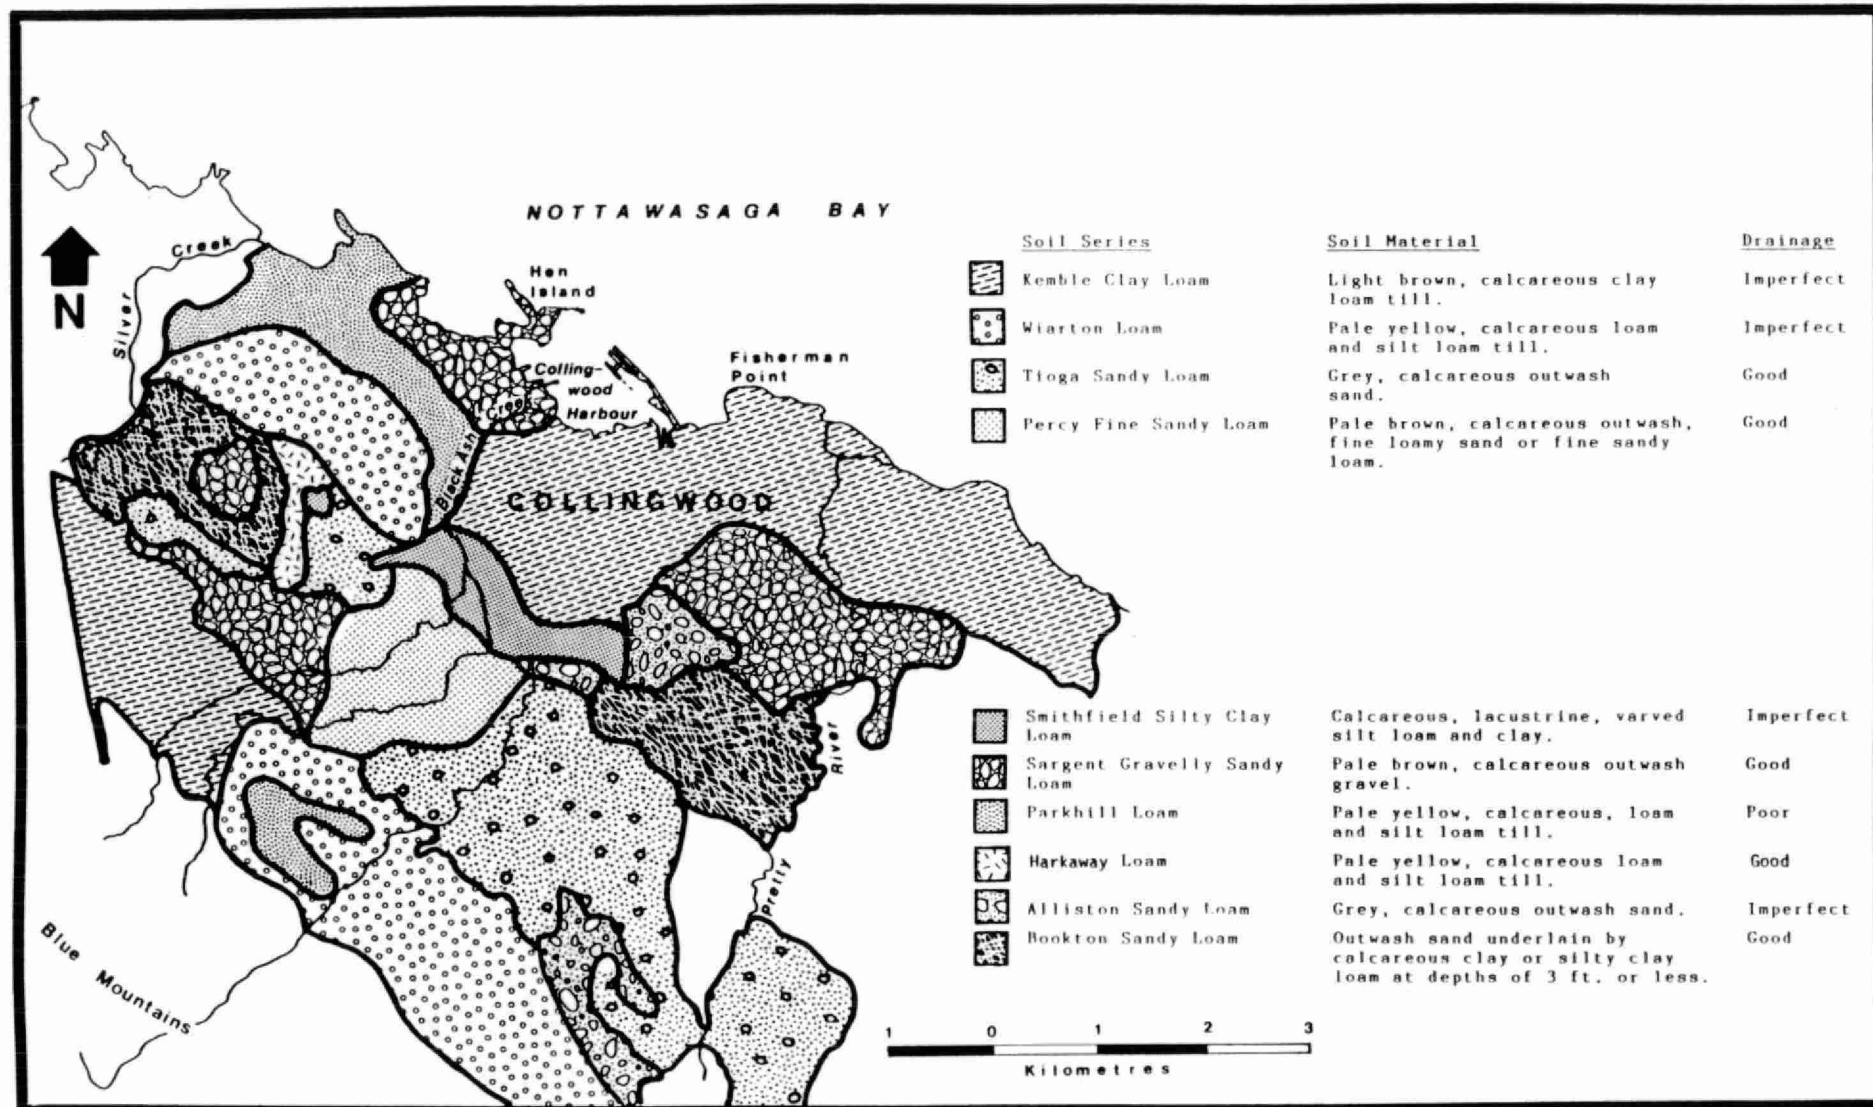 NOTTAWASAGA BAY
Silver Creek
N
Hen
Island
Colling-
wood
Harbour
Fisherman
Point
Black Ash Creek
COLLINGWOOD
Pretty River
Blue Mountains
Soil Series Soil Material Drainage
Kemble Clay Loam Light brown, calcareous clay Imperfect
loam till.
Wiarton Loam Pale yellow, calcareous loam Imperfect
and silt loam till.
Tioga Sandy Loam Grey, calcareous outwash Good
sand.
Percy Fine Sandy Loam Pale brown, calcareous outwash, Good
fine loamy sand or fine sandy
loam.
Smithfield Silty Clay Calcareous, lacustrine, varved Imperfect
Loam silt loam and clay.
Sargent Gravelly Sandy Pale brown, calcareous outwash Good
Loam gravel.
Parkhill Loam Pale yellow, calcareous, loam Poor
and silt loam till.
Harkaway Loam Pale yellow, calcareous loam Good
and silt loam till.
Alliston Sandy Loam Grey, calcareous outwash sand. Imperfect
Bookton Sandy Loam Outwash sand underlain by Good
calcareous clay or silty clay
loam at depths of 3 ft. or less.
1 0 1 2 3
Kilometres